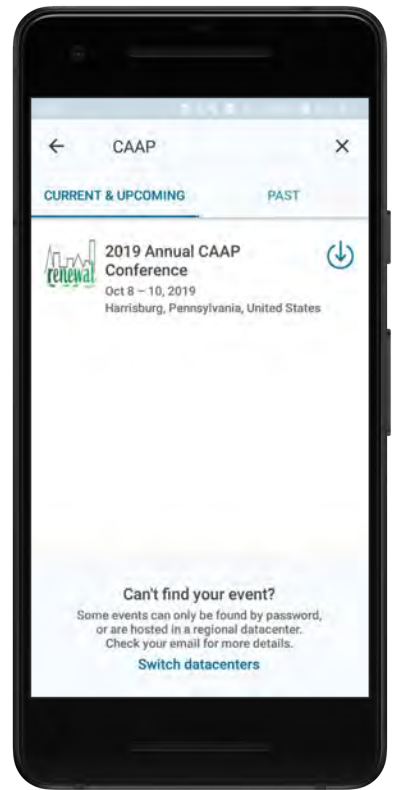 CAAP
CURRENT & UPCOMING
PAST
renewal
2019 Annual CAAP
Conference
Oct 8 – 10, 2019
Harrisburg, Pennsylvania, United States
Can't find your event?
Some events can only be found by password,
or are hosted in a regional datacenter.
Check your email for more details.
Switch datacenters